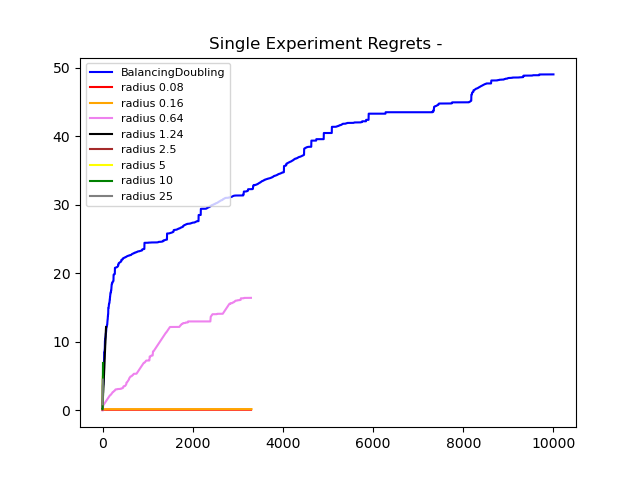 Single Experiment Regrets -
BalancingDoubling
radius 0.08
radius 0.16
radius 0.64
radius 1.24
radius 2.5
radius 5
radius 10
radius 25
50
40
30
20
10
0
0 2000 4000 6000 8000 10000